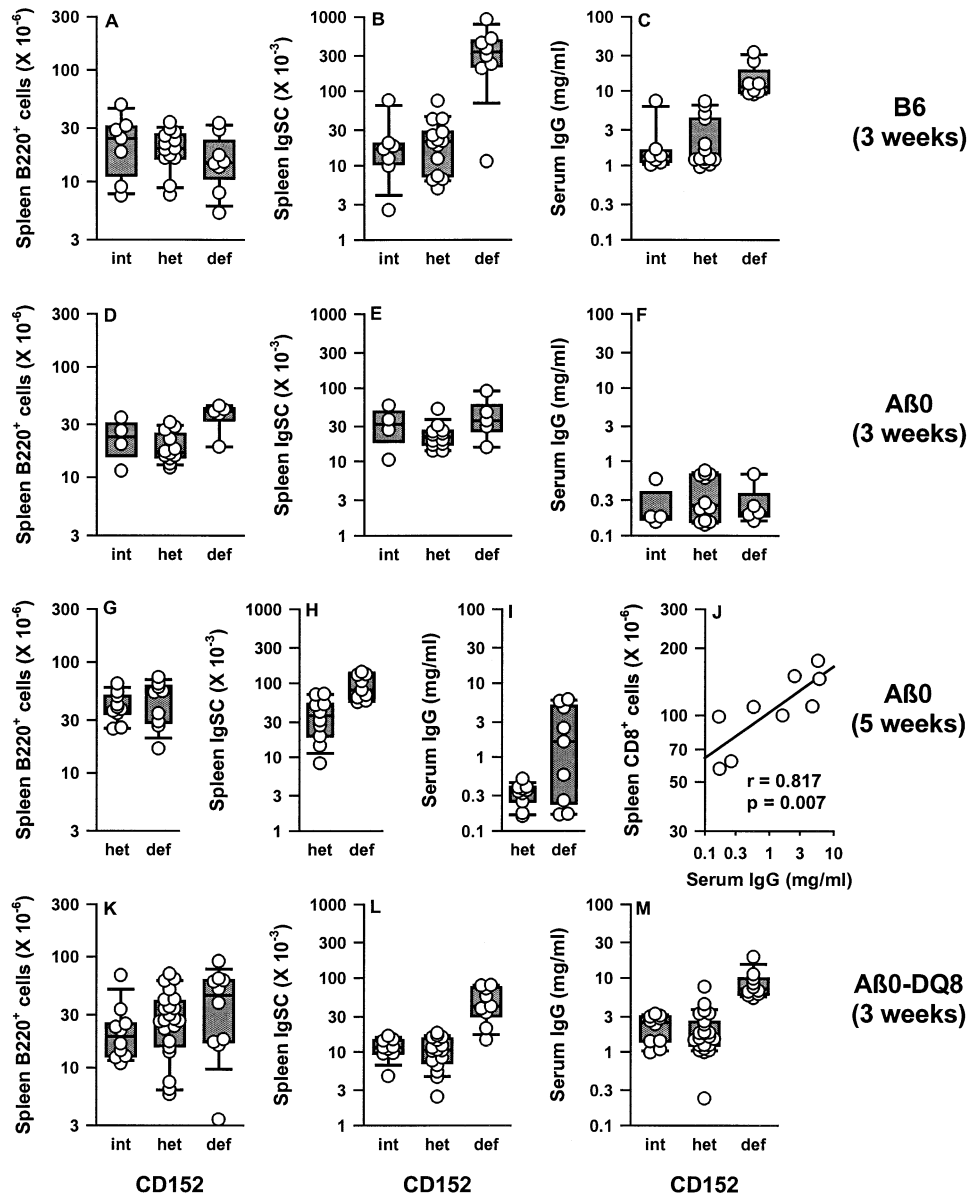 A
Spleen B220+ cells (X 10-6)
300
100
30
10
3
int het def
B
Spleen IgSC (X 10-3)
1000
300
100
30
10
3
1
int het def
C
Serum IgG (mg/ml)
100
30
10
3
1
0.3
0.1
int het def
B6
(3 weeks)
D
Spleen B220+ cells (X 10-6)
300
100
30
10
3
int het def
E
Spleen IgSC (X 10-3)
1000
300
100
30
10
3
1
int het def
F
Serum IgG (mg/ml)
100
30
10
3
1
0.3
0.1
int het def
Aß0
(3 weeks)
G
Spleen B220+ cells (X 10-6)
300
100
30
10
3
het def
H
Spleen IgSC (X 10-3)
1000
300
100
30
10
3
1
het def
I
Serum IgG (mg/ml)
100
30
10
3
1
0.3
0.1
het def
J
Spleen CD8+ cells (X 10-6)
300
200
100
70
50
30
r = 0.817
p = 0.007
0.1 0.3 1 3 10
Serum IgG (mg/ml)
Aß0
(5 weeks)
K
Spleen B220+ cells (X 10-6)
300
100
30
10
3
int het def
CD152
L
Spleen IgSC (X 10-3)
1000
300
100
30
10
3
1
int het def
CD152
M
Serum IgG (mg/ml)
100
30
10
3
1
0.3
0.1
int het def
CD152
Aß0-DQ8
(3 weeks)